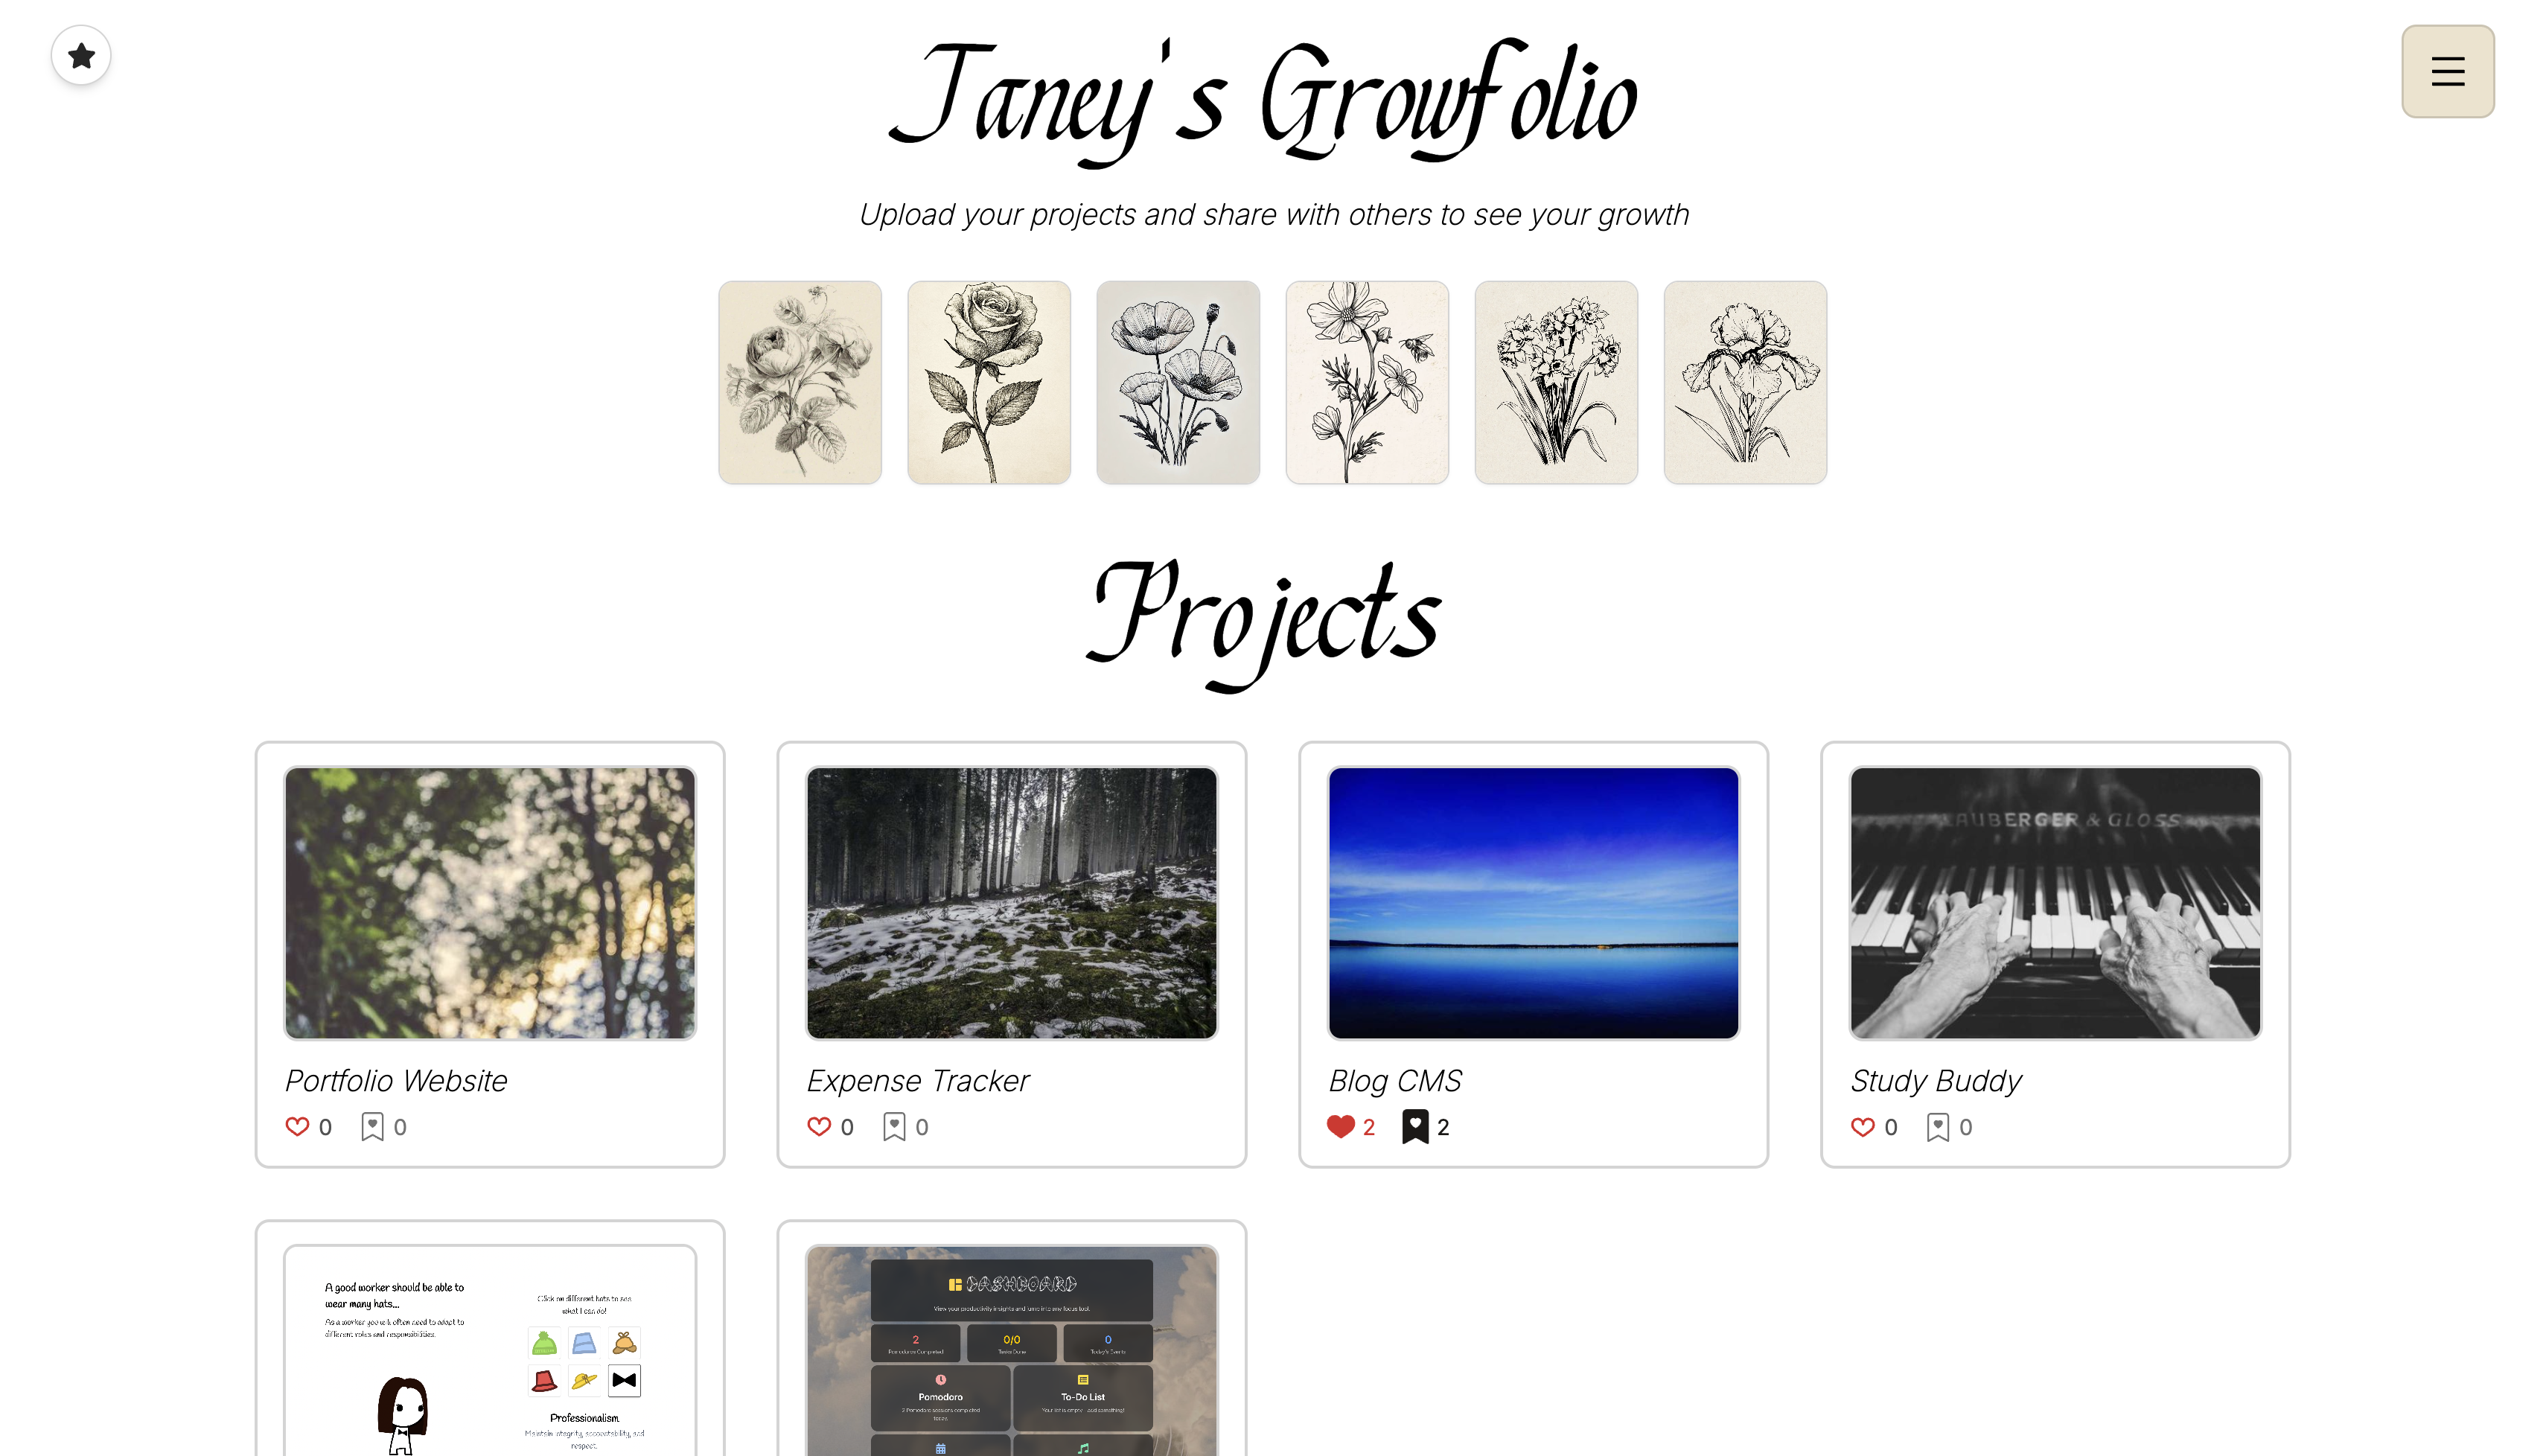 Janey's Growfolio
Upload your projects and share with others to see your growth
Projects
AUBERGER & GLOSS
Portfolio Website
Expense Tracker
Blog CMS
Study Buddy
0 0
0 0
2 2
0 0
A good worker should be able to
wear many hats...
As a worker you will often need to adapt to
different roles and responsibilities.
Click on different hats to see
what I can do!
Professionalism
Maintain integrity, accountability, and
respect.
DASHBOARD
View your productivity insights and jump into one focus tool.
2
0/0
0
Pomodoros Completed
Tasks Done
Today's Events
Pomodoro
To-Do List
2 Pomodoro sessions completed
today.
Your list is empty - add something!